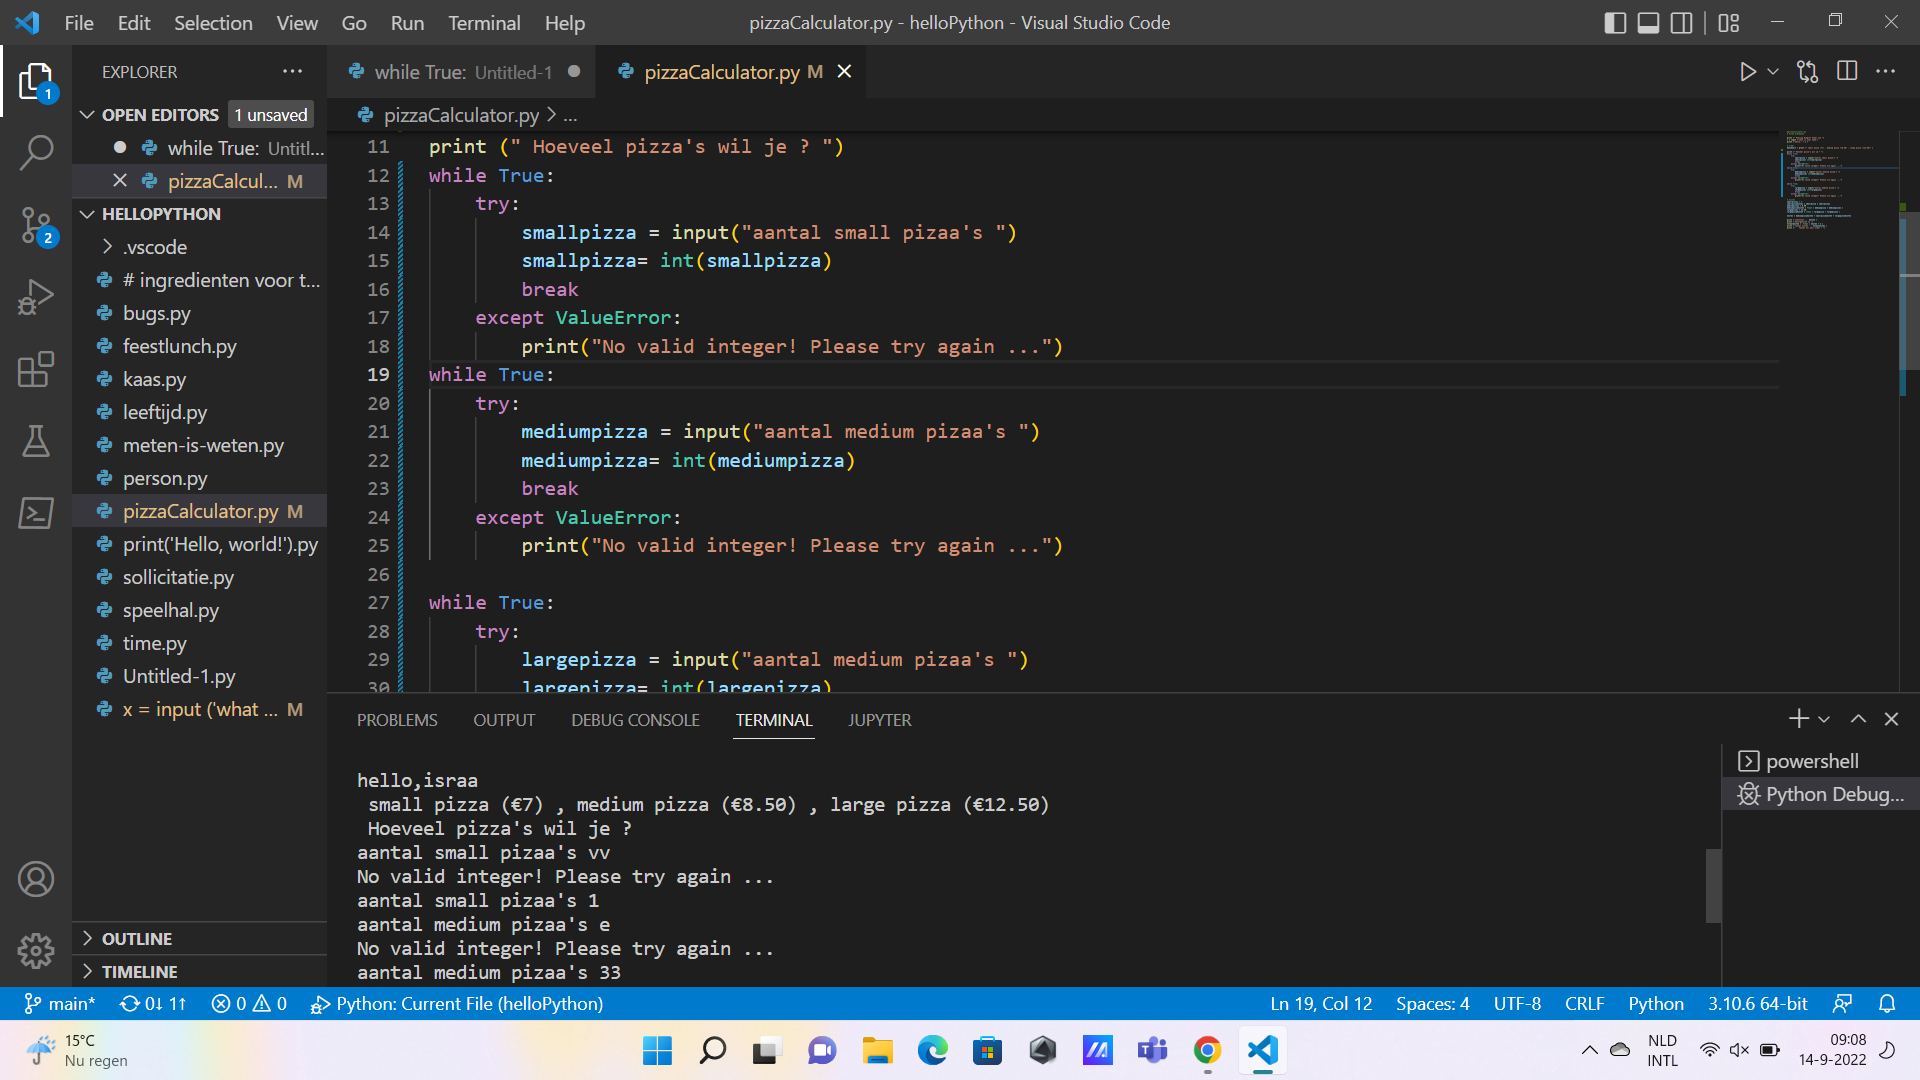 File Edit Selection View Go Run Terminal Help
pizzaCalculator.py - helloPython - Visual Studio Code
EXPLORER
OPEN EDITORS 1 unsaved
while True: Untitl...
pizzaCalcul... M
HELLOPYTHON
.vscode
# ingredienten voor t...
bugs.py
feestlunch.py
kaas.py
leeftijd.py
meten-is-weten.py
person.py
pizzaCalculator.py M
print('Hello, world!').py
sollicitatie.py
speelhal.py
time.py
Untitled-1.py
x = input ('what ... M
OUTLINE
TIMELINE
1
2
while True: Untitled-1
pizzaCalculator.py M
pizzaCalculator.py > ...
11 print (" Hoeveel pizza's wil je ? ")
12 while True:
13 try:
14 smallpizza = input("aantal small pizaa's ")
15 smallpizza= int(smallpizza)
16 break
17 except ValueError:
18 print("No valid integer! Please try again ...")
19 while True:
20 try:
21 mediumpizza = input("aantal medium pizaa's ")
22 mediumpizza= int(mediumpizza)
23 break
24 except ValueError:
25 print("No valid integer! Please try again ...")
26
27 while True:
28 try:
29 largepizza = input("aantal medium pizaa's ")
30 largepizza= int(largepizza)
PROBLEMS OUTPUT DEBUG CONSOLE TERMINAL JUPYTER
hello,israa
small pizza (€7) , medium pizza (€8.50) , large pizza (€12.50)
Hoeveel pizza's wil je ?
aantal small pizaa's vv
No valid integer! Please try again ...
aantal small pizaa's 1
aantal medium pizaa's e
No valid integer! Please try again ...
aantal medium pizaa's 33
powershell
Python Debug...
main* 0↓ 1↑ 0 0 Python: Current File (helloPython)
Ln 19, Col 12 Spaces: 4 UTF-8 CRLF Python 3.10.6 64-bit
15°C
Nu regen
NLD
INTL
09:08
14-9-2022